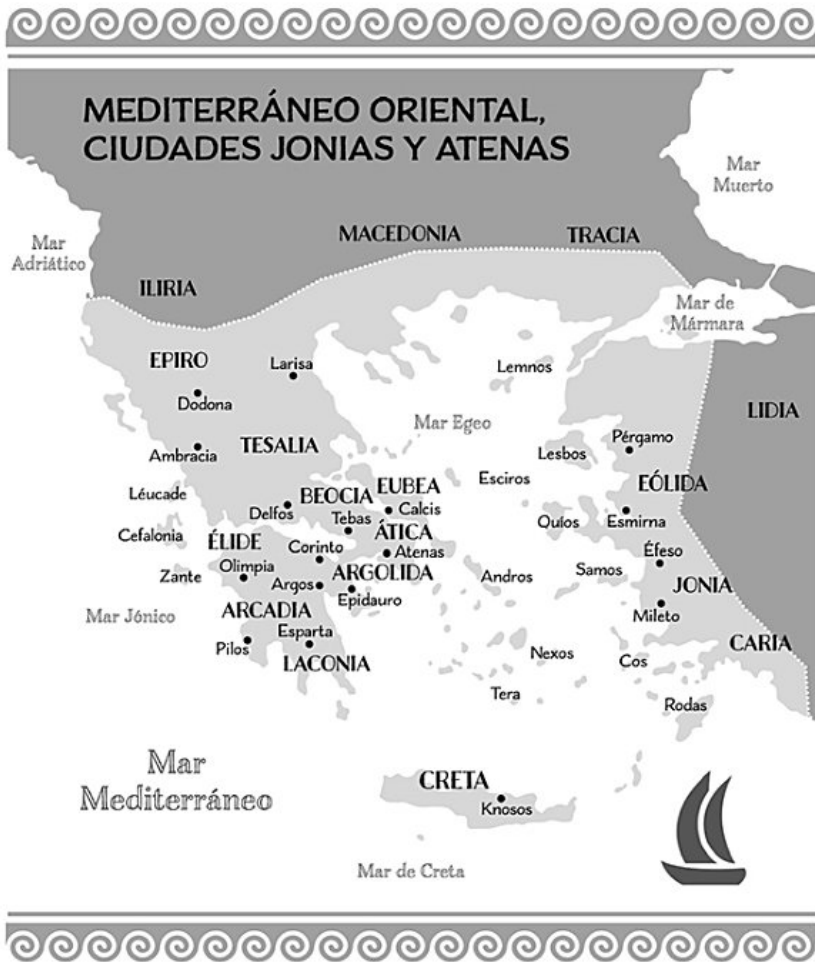 MEDITERRÁNEO ORIENTAL,
CIUDADES JONIAS Y ATENAS
Mar
Muerto
Mar
Adriático
MACEDONIA
TRACIA
ILIRIA
Mar de
Mármara
EPIRO
Larisa
Lemnos
Dodona
LIDIA
Mar Egeo
Ambracia
TESALIA
Lesbos
Pérgamo
Esciros
EÓLIDA
Léucade
BEOCIA
EUBEA
Delfos
Tebas
Calcis
Quíos
Esmirna
Cefalonia
ÉLIDE
Corinto
ÁTICA
Atenas
Éfeso
Zante
Olimpia
Argos
ARGOLIDA
Andros
Samos
JONIA
Epidauro
Mar Jónico
ARCADIA
Mileto
Esparta
Pilos
LACONIA
Nexos
Cos
CARIA
Tera
Rodas
Mar
Mediterráneo
CRETA
Knosos
Mar de Creta